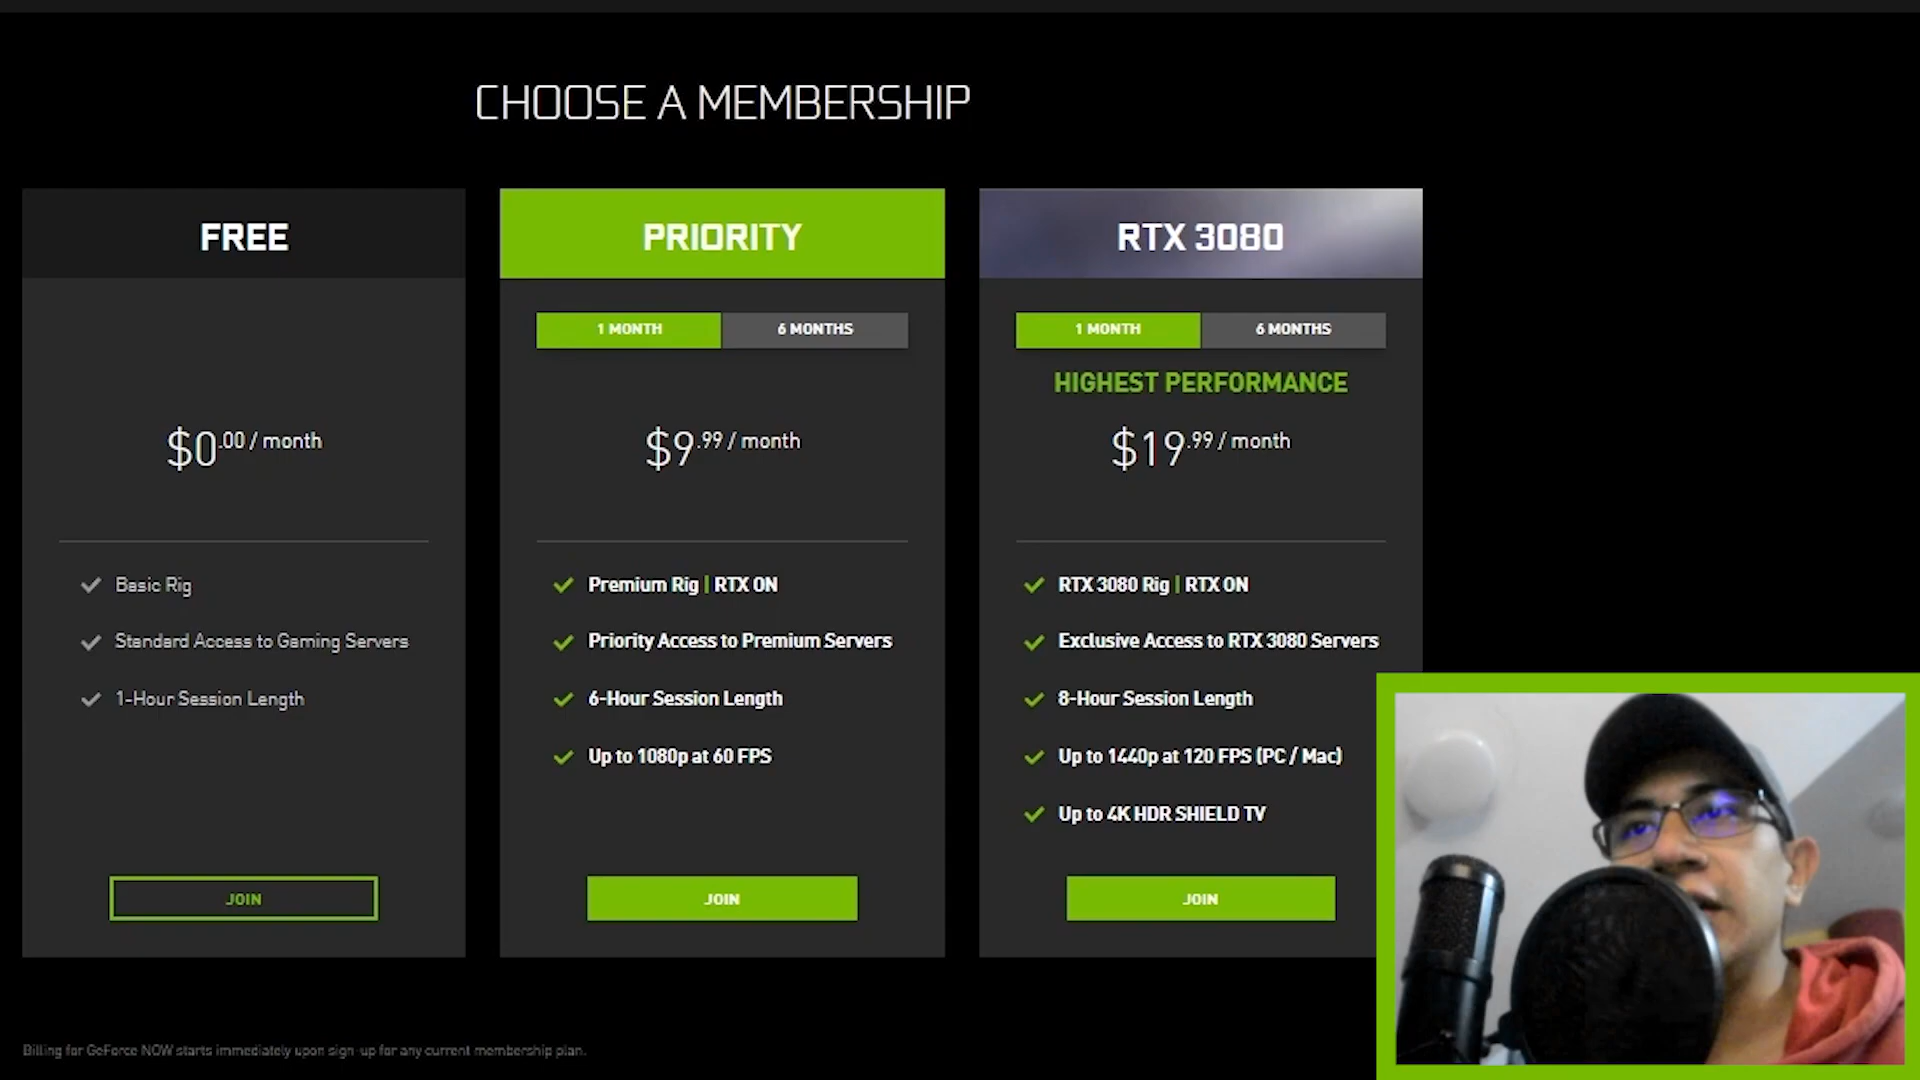 CHOOSE A MEMBERSHIP
FREE
$0.00 / month
Basic Rig
Standard Access to Gaming Servers
1-Hour Session Length
JOIN
PRIORITY
1 MONTH
6 MONTHS
$9.99 / month
Premium Rig | RTX ON
Priority Access to Premium Servers
6-Hour Session Length
Up to 1080p at 60 FPS
JOIN
RTX 3080
1 MONTH
6 MONTHS
HIGHEST PERFORMANCE
$19.99 / month
RTX 3080 Rig | RTX ON
Exclusive Access to RTX 3080 Servers
8-Hour Session Length
Up to 1440p at 120 FPS (PC / Mac)
Up to 4K HDR SHIELD TV
JOIN
Billing for GeForce NOW starts immediately upon sign-up for any current membership plan.